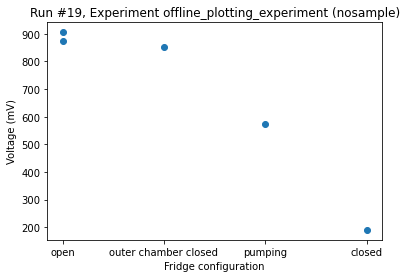 Run #19, Experiment offline_plotting_experiment (nosample)
Voltage (mV)
900
800
700
600
500
400
300
200
open outer chamber closed pumping closed
Fridge configuration